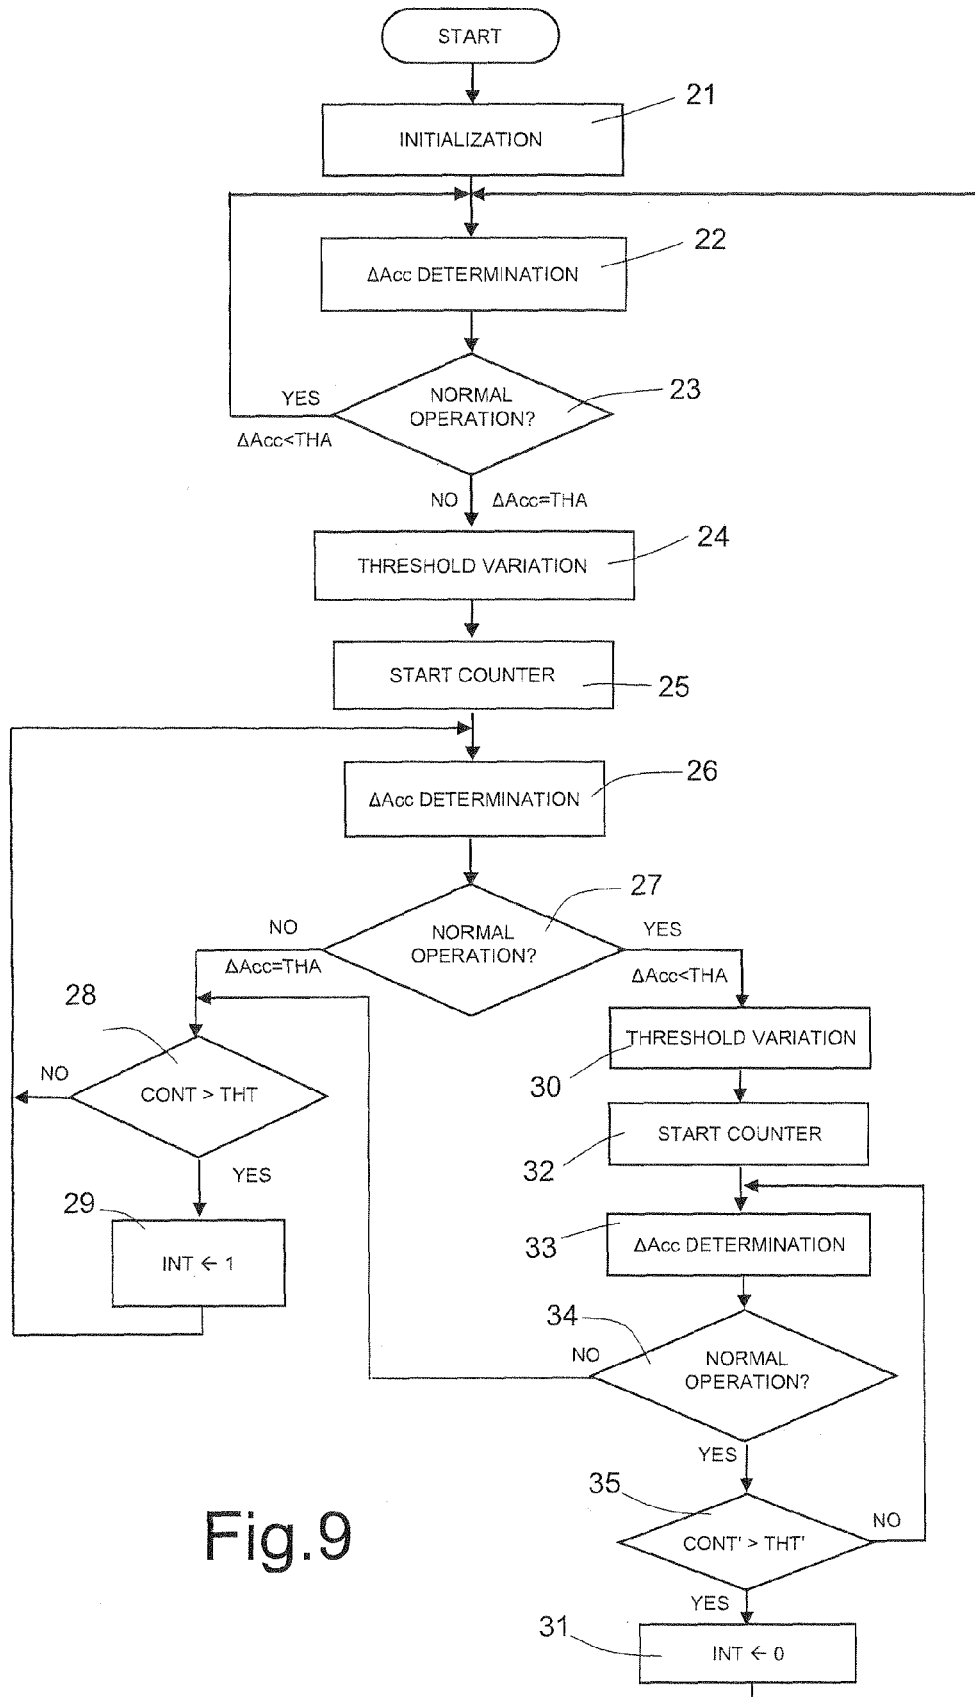 START
21
INITIALIZATION
22
ΔAcc DETERMINATION
YES
NORMAL
OPERATION?
23
ΔAcc<THA
NO ΔAcc=THA
24
THRESHOLD VARIATION
START COUNTER
25
26
ΔAcc DETERMINATION
27
NO
NORMAL
OPERATION?
YES
ΔAcc=THA
ΔAcc<THA
28
THRESHOLD VARIATION
30
NO
CONT > THT
START COUNTER
32
YES
29
INT ← 1
ΔAcc DETERMINATION
33
34
NO
NORMAL
OPERATION?
YES
35
CONT' > THT'
NO
YES
31
INT ← 0
Fig.9